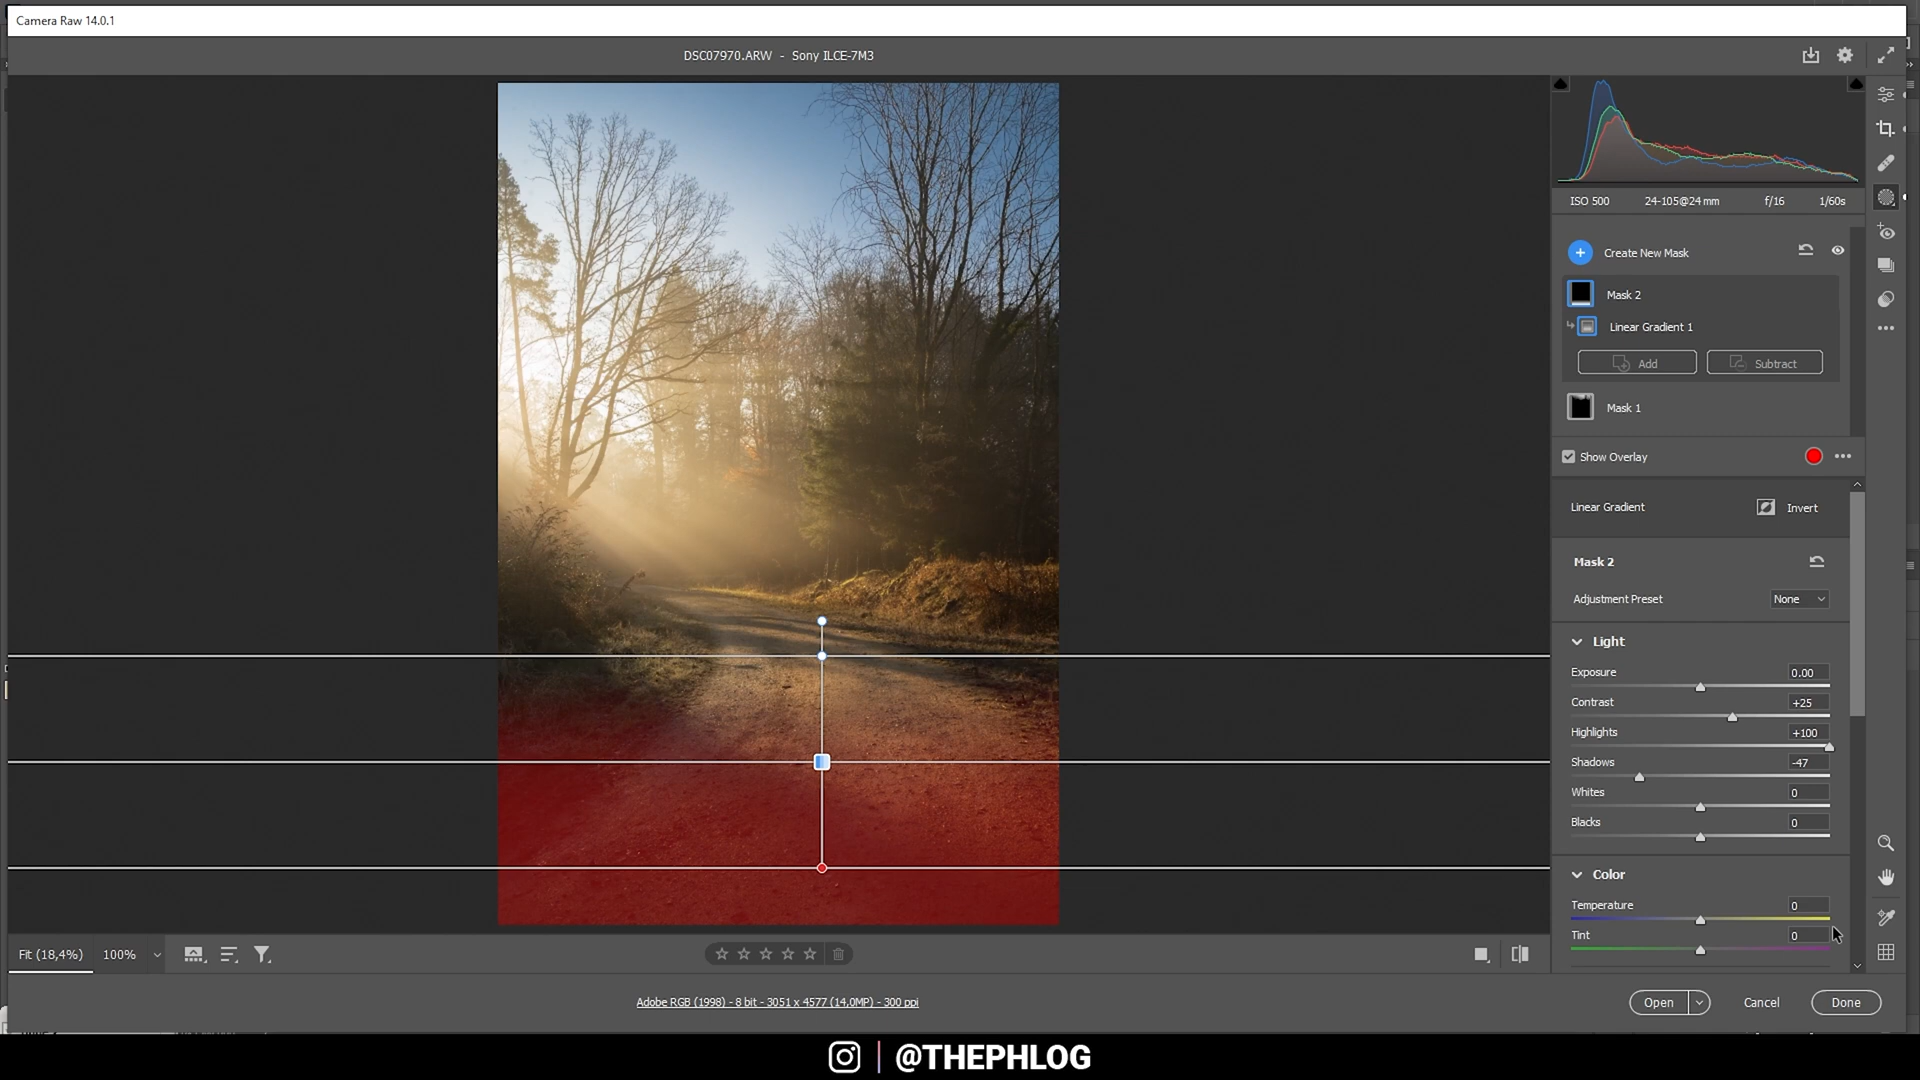 Camera Raw 14.0.1
DSC07970.ARW - Sony ILCE-7M3
ISO 500 24-105@24 mm f/16 1/60s
Create New Mask
Mask 2
Linear Gradient 1
Add Subtract
Mask 1
Show Overlay
Linear Gradient Invert
Mask 2
Adjustment Preset None
Light
Exposure 0.00
Contrast +25
Highlights +100
Shadows -47
Whites 0
Blacks 0
Color
Temperature 0
Tint 0
Fit (18,4%) 100%
Adobe RGB (1998) - 8 bit - 3051 x 4577 (14,0MP) - 300 ppi
Open Cancel Done
@THEPHLOG